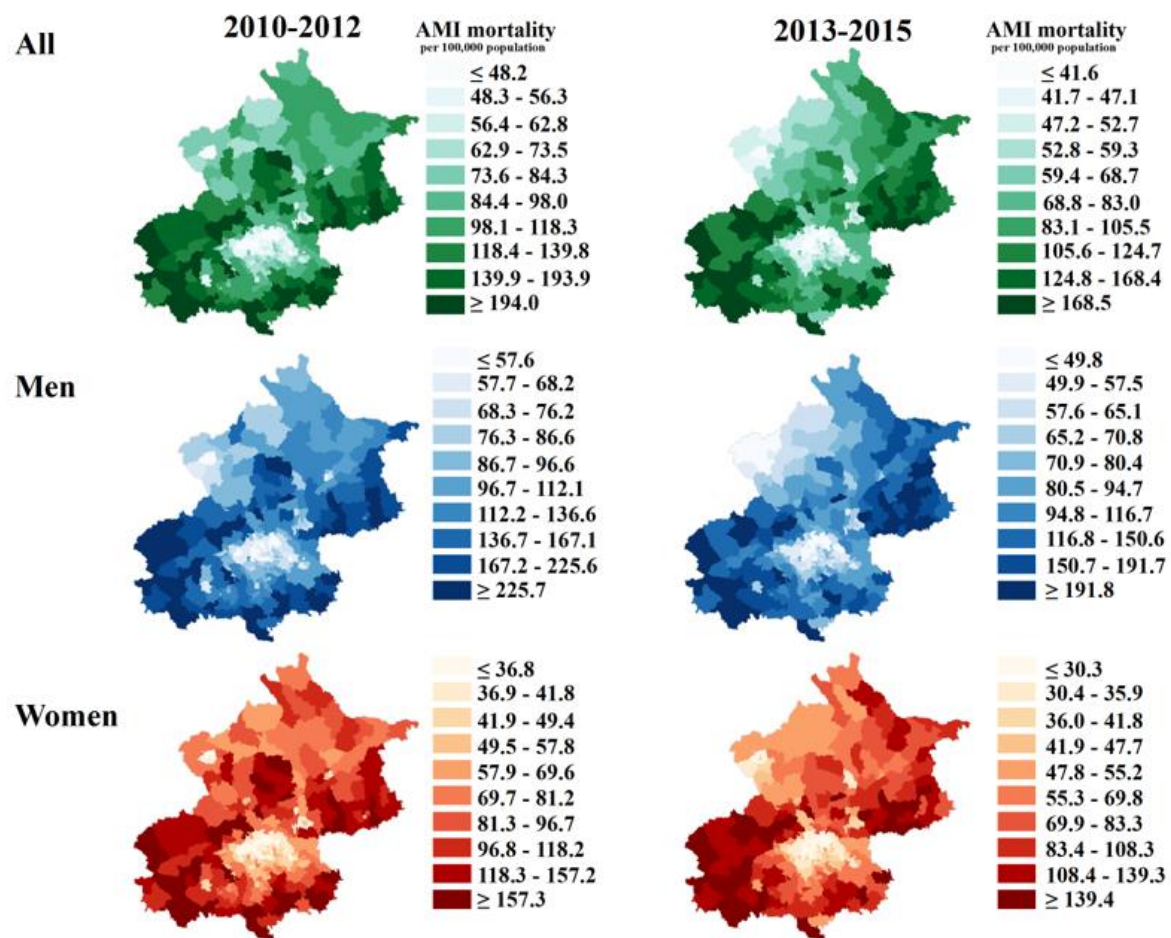 2010-2012
AMI mortality
per 100,000 population
2013-2015
AMI mortality
per 100,000 population
All
≤ 48.2
48.3 - 56.3
56.4 - 62.8
62.9 - 73.5
73.6 - 84.3
84.4 - 98.0
98.1 - 118.3
118.4 - 139.8
139.9 - 193.9
≥ 194.0
≤ 41.6
41.7 - 47.1
47.2 - 52.7
52.8 - 59.3
59.4 - 68.7
68.8 - 83.0
83.1 - 105.5
105.6 - 124.7
124.8 - 168.4
≥ 168.5
Men
≤ 57.6
57.7 - 68.2
68.3 - 76.2
76.3 - 86.6
86.7 - 96.6
96.7 - 112.1
112.2 - 136.6
136.7 - 167.1
167.2 - 225.6
≥ 225.7
≤ 49.8
49.9 - 57.5
57.6 - 65.1
65.2 - 70.8
70.9 - 80.4
80.5 - 94.7
94.8 - 116.7
116.8 - 150.6
150.7 - 191.7
≥ 191.8
Women
≤ 36.8
36.9 - 41.8
41.9 - 49.4
49.5 - 57.8
57.9 - 69.6
69.7 - 81.2
81.3 - 96.7
96.8 - 118.2
118.3 - 157.2
≥ 157.3
≤ 30.3
30.4 - 35.9
36.0 - 41.8
41.9 - 47.7
47.8 - 55.2
55.3 - 69.8
69.9 - 83.3
83.4 - 108.3
108.4 - 139.3
≥ 139.4